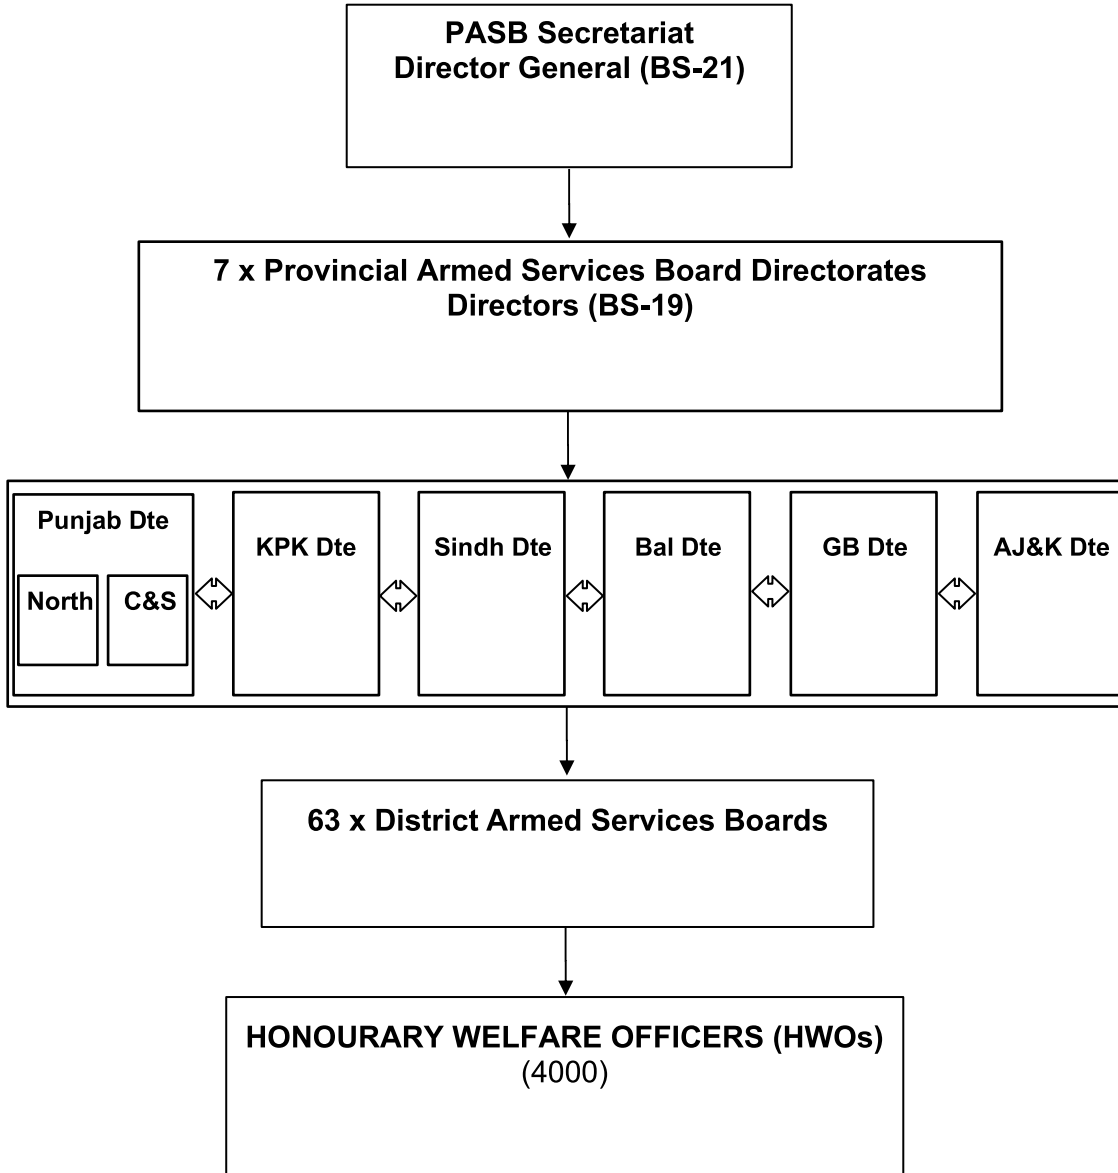 PASB Secretariat
Director General (BS-21)
7 x Provincial Armed Services Board Directorates
Directors (BS-19)
Punjab Dte
North
C&S
KPK Dte
Sindh Dte
Bal Dte
GB Dte
AJ&K Dte
63 x District Armed Services Boards
HONOURARY WELFARE OFFICERS (HWOs)
(4000)